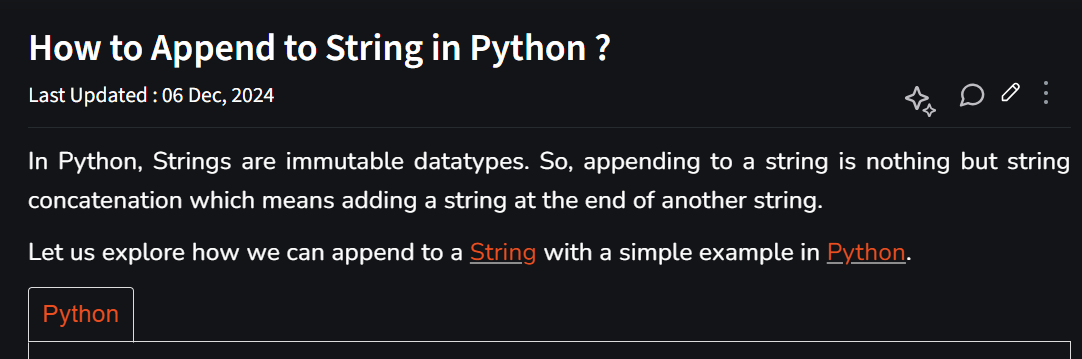 How to Append to String in Python ?
Last Updated : 06 Dec, 2024
In Python, Strings are immutable datatypes. So, appending to a string is nothing but string
concatenation which means adding a string at the end of another string.
Let us explore how we can append to a String with a simple example in Python.
Python